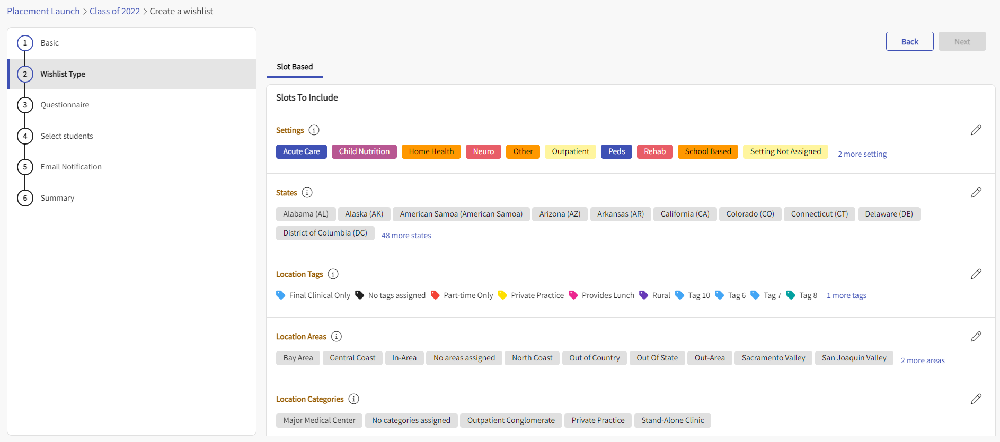 Placement Launch > Class of 2022 > Create a wishlist
1 Basic
2 Wishlist Type
3 Questionnaire
4 Select students
5 Email Notification
6 Summary
Back Next
Slot Based
Slots To Include
Settings i
Acute Care Child Nutrition Home Health Neuro Other Outpatient Peds Rehab School Based Setting Not Assigned 2 more setting
States i
Alabama (AL) Alaska (AK) American Samoa (American Samoa) Arizona (AZ) Arkansas (AR) California (CA) Colorado (CO) Connecticut (CT) Delaware (DE)
District of Columbia (DC) 48 more states
Location Tags i
Final Clinical Only No tags assigned Part-time Only Private Practice Provides Lunch Rural Tag 10 Tag 6 Tag 7 Tag 8 1 more tags
Location Areas i
Bay Area Central Coast In-Area No areas assigned North Coast Out of Country Out Of State Out-Area Sacramento Valley San Joaquin Valley 2 more areas
Location Categories i
Major Medical Center No categories assigned Outpatient Conglomerate Private Practice Stand-Alone Clinic